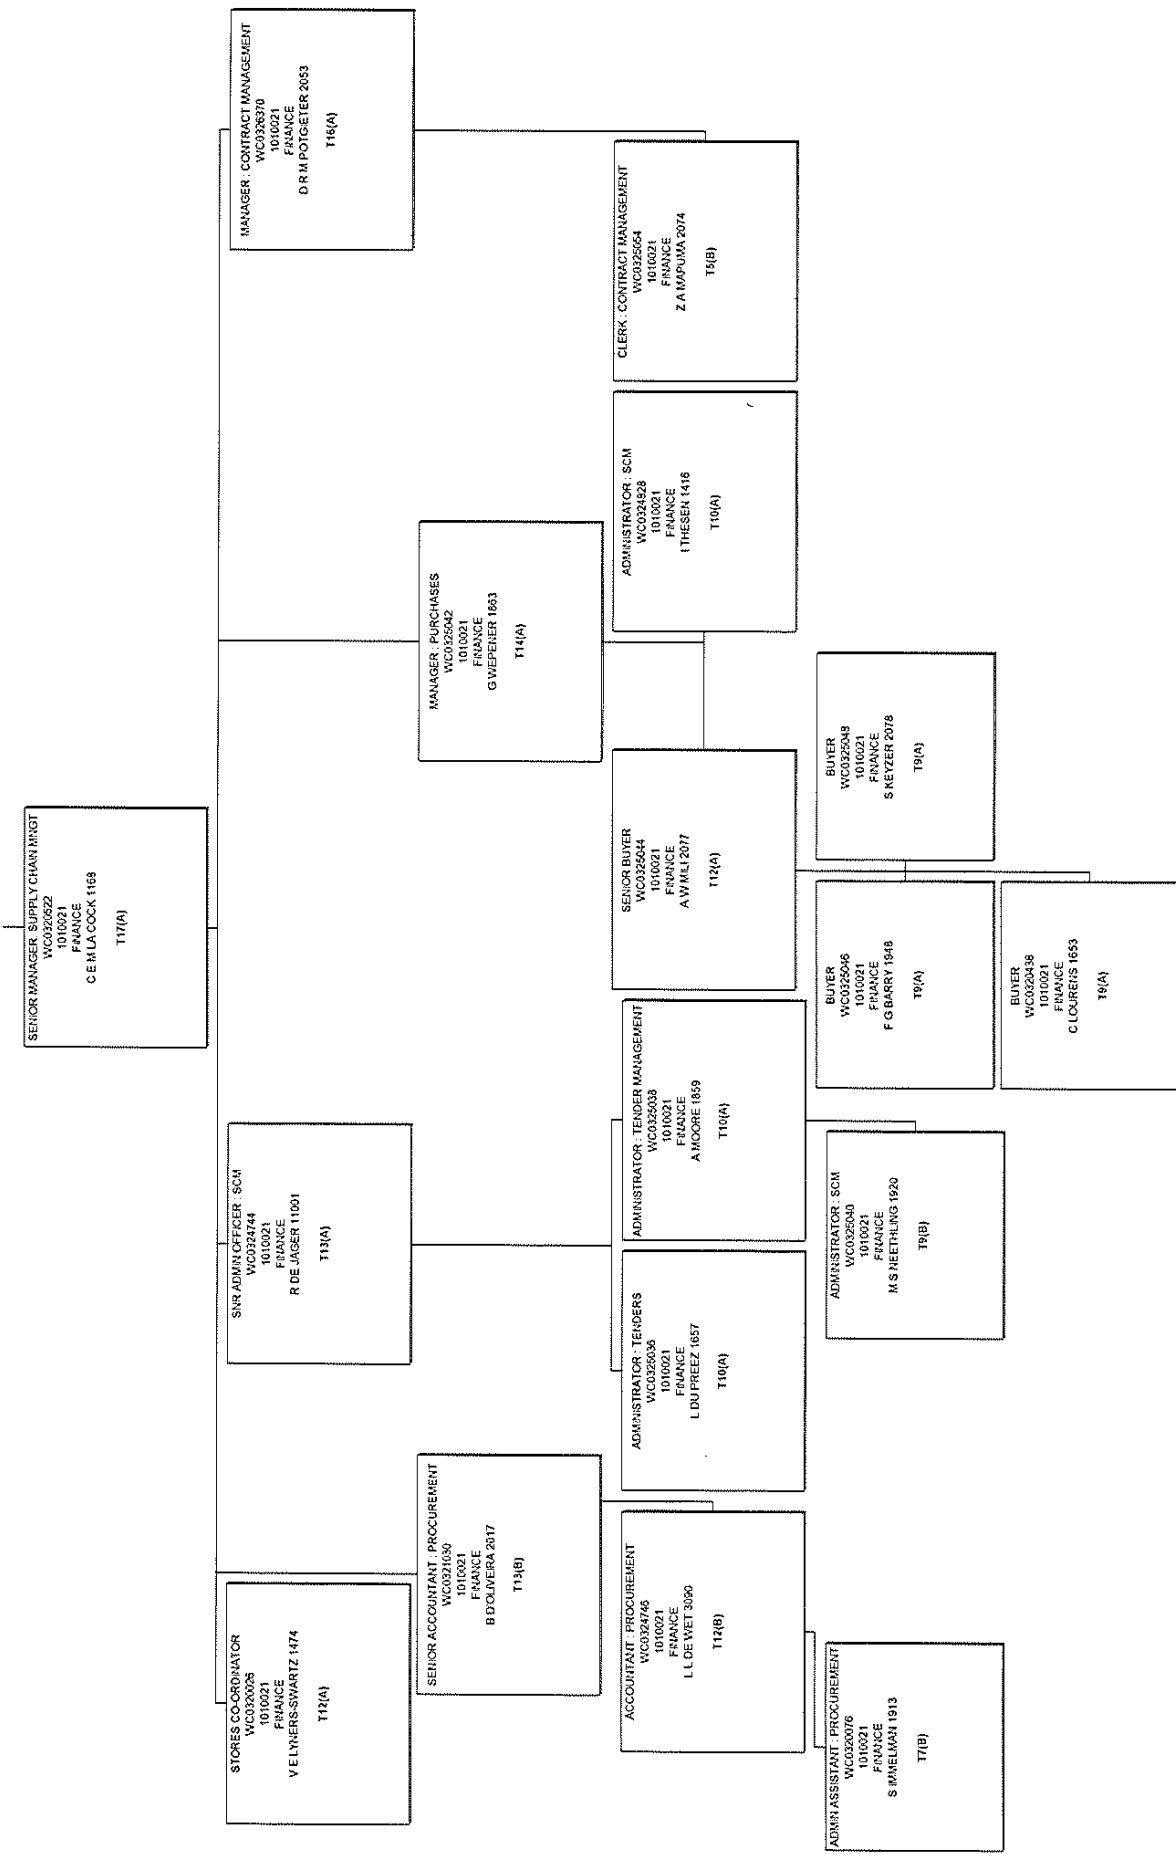 SENIOR MANAGER: SUPPLY CHAIN MNGT
WC0320522
1010021
FINANCE
C E M LA COCK 1168
T17(A)
STORES CO-ORDINATOR
WC0320026
1010021
FINANCE
V E LYNERS-SWARTZ 1474
T12(A)
SNR ADMIN OFFICER : SCM
WC0324744
1010021
FINANCE
R DE JAGER 11001
T13(A)
MANAGER : CONTRACT MANAGEMENT
WC0326370
1010021
FINANCE
D R M POTGIETER 2053
T16(A)
SENIOR ACCOUNTANT : PROCUREMENT
WC0321030
1010021
FINANCE
B D'OLIVEIRA 2017
T13(B)
MANAGER : PURCHASES
WC0325042
1010021
FINANCE
G WEPENER 1863
T14(A)
ACCOUNTANT : PROCUREMENT
WC0324746
1010021
FINANCE
L L DE WET 3090
T12(B)
ADMINISTRATOR : TENDERS
WC0325036
1010021
FINANCE
L DU PREEZ 1657
T10(A)
ADMINISTRATOR : TENDER MANAGEMENT
WC0325038
1010021
FINANCE
A MOORE 1859
T10(A)
SENIOR BUYER
WC0325044
1010021
FINANCE
A W MILI 2077
T12(A)
ADMINISTRATOR : SCM
WC0324828
1010021
FINANCE
I THESEN 1416
T10(A)
CLERK : CONTRACT MANAGEMENT
WC0325054
1010021
FINANCE
Z A MAPUMA 2074
T5(B)
ADMIN ASSISTANT : PROCUREMENT
WC0320076
1010021
FINANCE
S IMMELMAN 1913
T7(B)
ADMINISTRATOR : SCM
WC0325040
1010021
FINANCE
M S NEETHLING 1920
T9(B)
BUYER
WC0325046
1010021
FINANCE
F G BARRY 1948
T9(A)
BUYER
WC0325048
1010021
FINANCE
S KEYZER 2078
T9(A)
BUYER
WC0320438
1010021
FINANCE
C LOURENS 1653
T9(A)